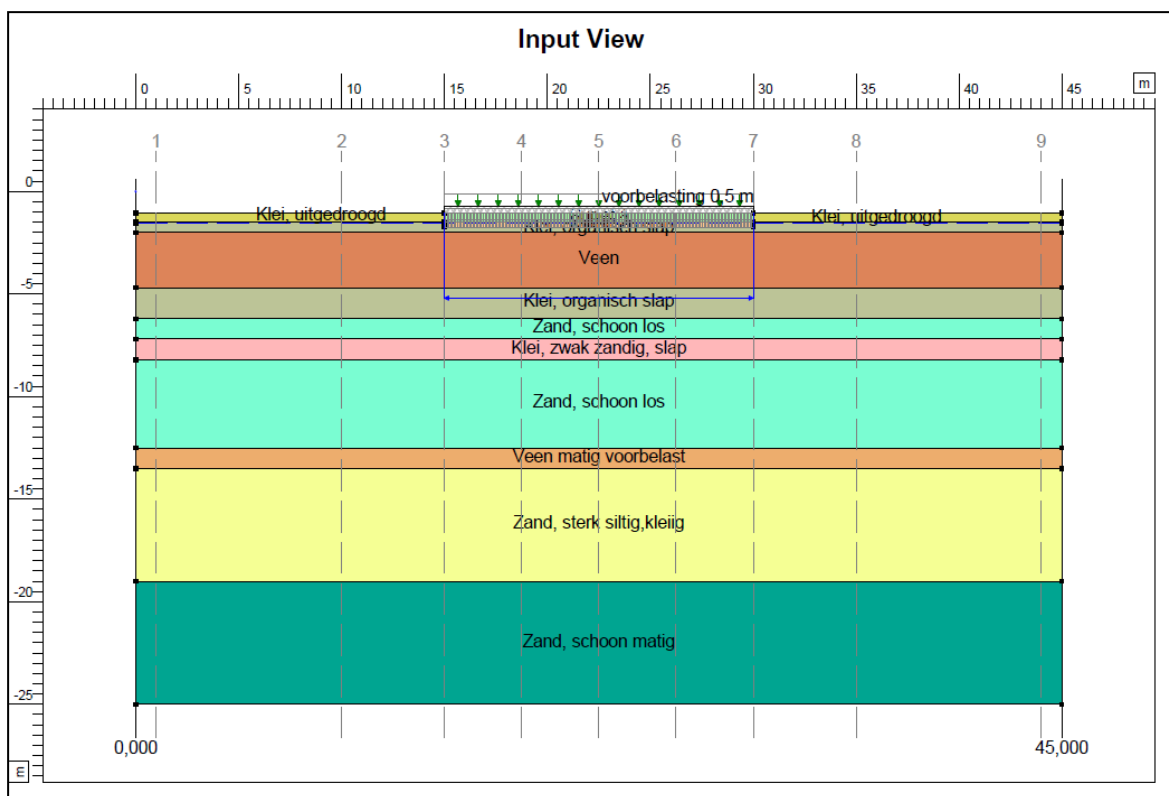 Input View
0 5 10 15 20 25 30 35 40 45 m
1 2 3 4 5 6 7 8 9
0
voorbelasting 0,5 m
Klei, uitgedroogd
Klei, uitgedroogd
Klei, organisch slap
Veen
-5
Klei, organisch slap
Zand, schoon los
Klei, zwak zandig, slap
-10
Zand, schoon los
Veen matig voorbelast
-15
Zand, sterk siltig,kleiig
-20
Zand, schoon matig
-25
0,000 45,000
m